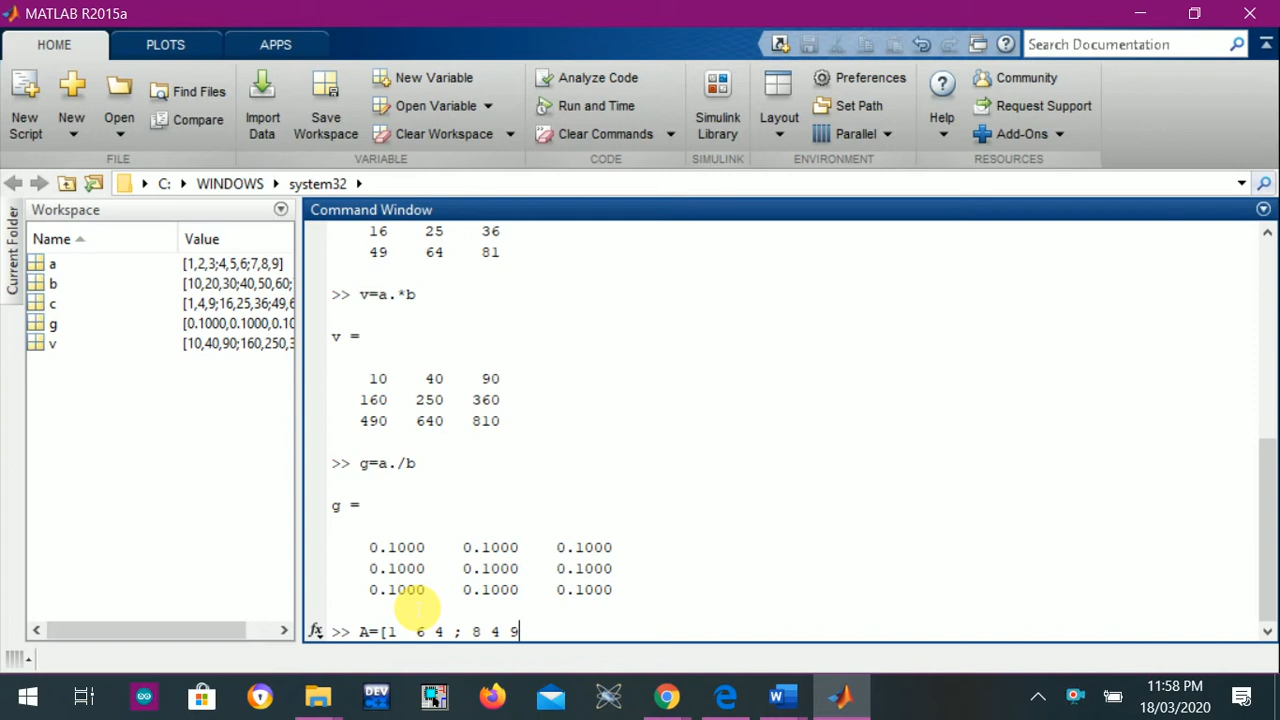 MATLAB R2015a
HOME PLOTS APPS Search Documentation
New Script New Open Find Files Compare Import Data Save Workspace New Variable Open Variable Clear Workspace Analyze Code Run and Time Clear Commands Simulink Library Layout Preferences Set Path Parallel Help Community Request Support Add-Ons
FILE VARIABLE CODE SIMULINK ENVIRONMENT RESOURCES
C: WINDOWS system32
Current Folder
Workspace
Name Value
a [1,2,3;4,5,6;7,8,9]
b [10,20,30;40,50,60;
c [1,4,9;16,25,36;49,6
g [0.1000,0.1000,0.10
v [10,40,90;160,250,3
Command Window
16 25 36
49 64 81
>> v=a.*b
v =
10 40 90
160 250 360
490 640 810
>> g=a./b
g =
0.1000 0.1000 0.1000
0.1000 0.1000 0.1000
0.1000 0.1000 0.1000
fx >> A=[1  6 4 ; 8 4 9
DEV
11:58 PM
18/03/2020